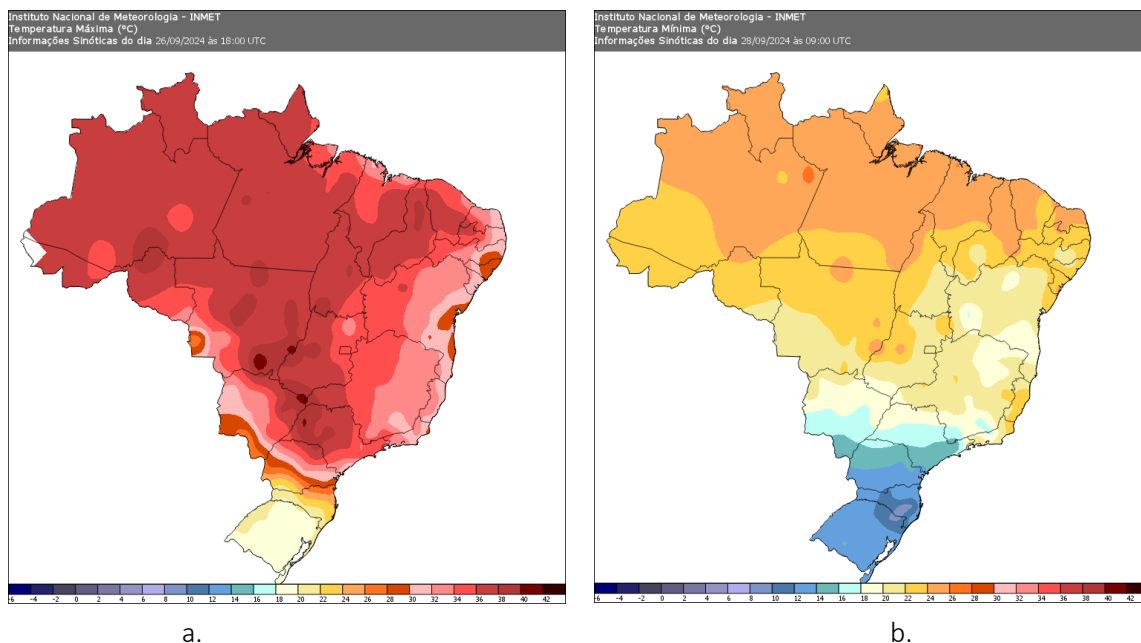 Instituto Nacional de Meteorologia - INMET
Temperatura Máxima (°C)
Informações Sinóticas do dia 26/09/2024 às 18:00 UTC
-6 -4 -2 0 2 4 6 8 10 12 14 16 18 20 22 24 26 28 30 32 34 36 38 40 42
a.
Instituto Nacional de Meteorologia - INMET
Temperatura Mínima (°C)
Informações Sinóticas do dia 28/09/2024 às 09:00 UTC
-6 -4 -2 0 2 4 6 8 10 12 14 16 18 20 22 24 26 28 30 32 34 36 38 40 42
b.